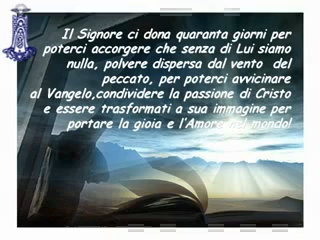 Il Signore ci dona quaranta giorni per
poterci accorgere che senza di Lui siamo
nulla, polvere dispersa dal vento del
peccato, per poterci avvicinare
al Vangelo,condividere la passione di Cristo
e essere trasformati a sua immagine per
portare la gioia e l'Amore nel mondo!